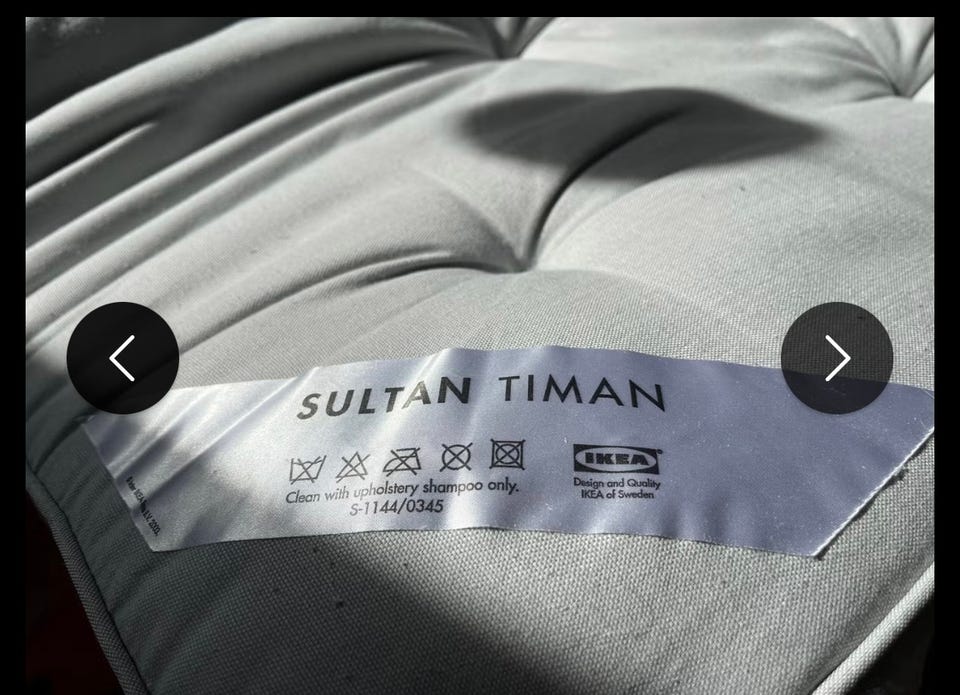 SULTAN TIMAN
Clean with upholstery shampoo only.
S-1144/0345
IKEA
Design and Quality
IKEA of Sweden